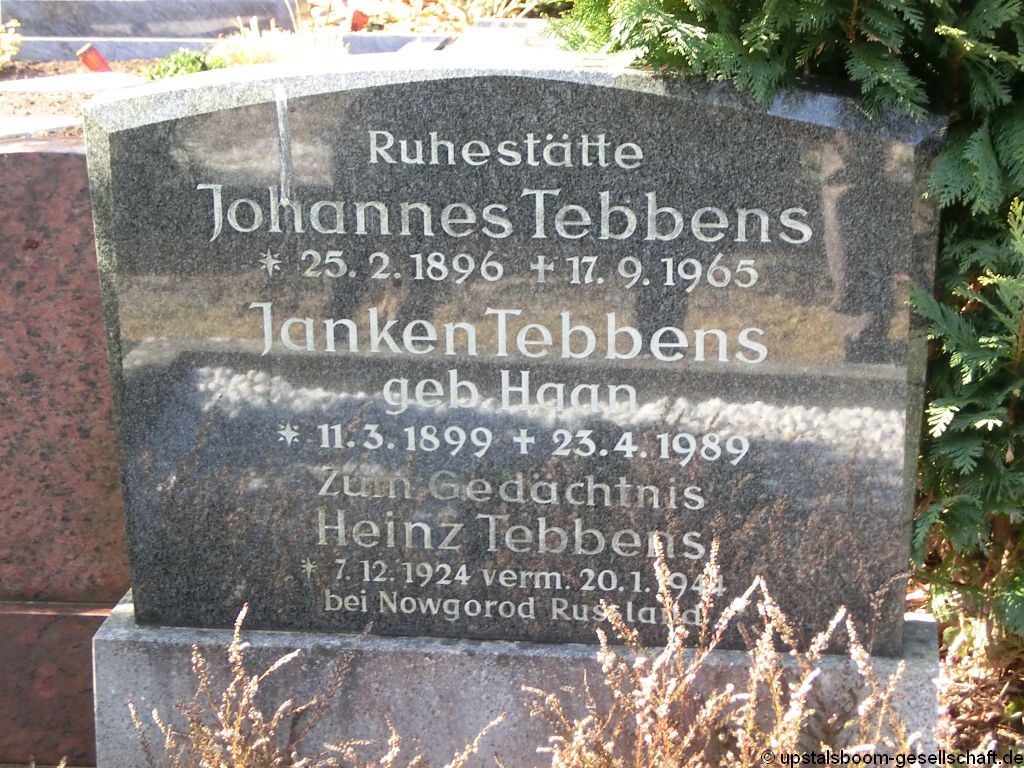 Ruhestätte
Johannes Tebbens
* 25. 2. 1896 † 17. 9. 1965
Janken Tebbens
geb. Haan
* 11. 3. 1899 † 23. 4. 1989
Zum Gedächtnis
Heinz Tebbens
* 7. 12. 1924 verm. 20. 1. 1944
bei Nowgorod Russland
© upstalsboom-gesellschaft.de